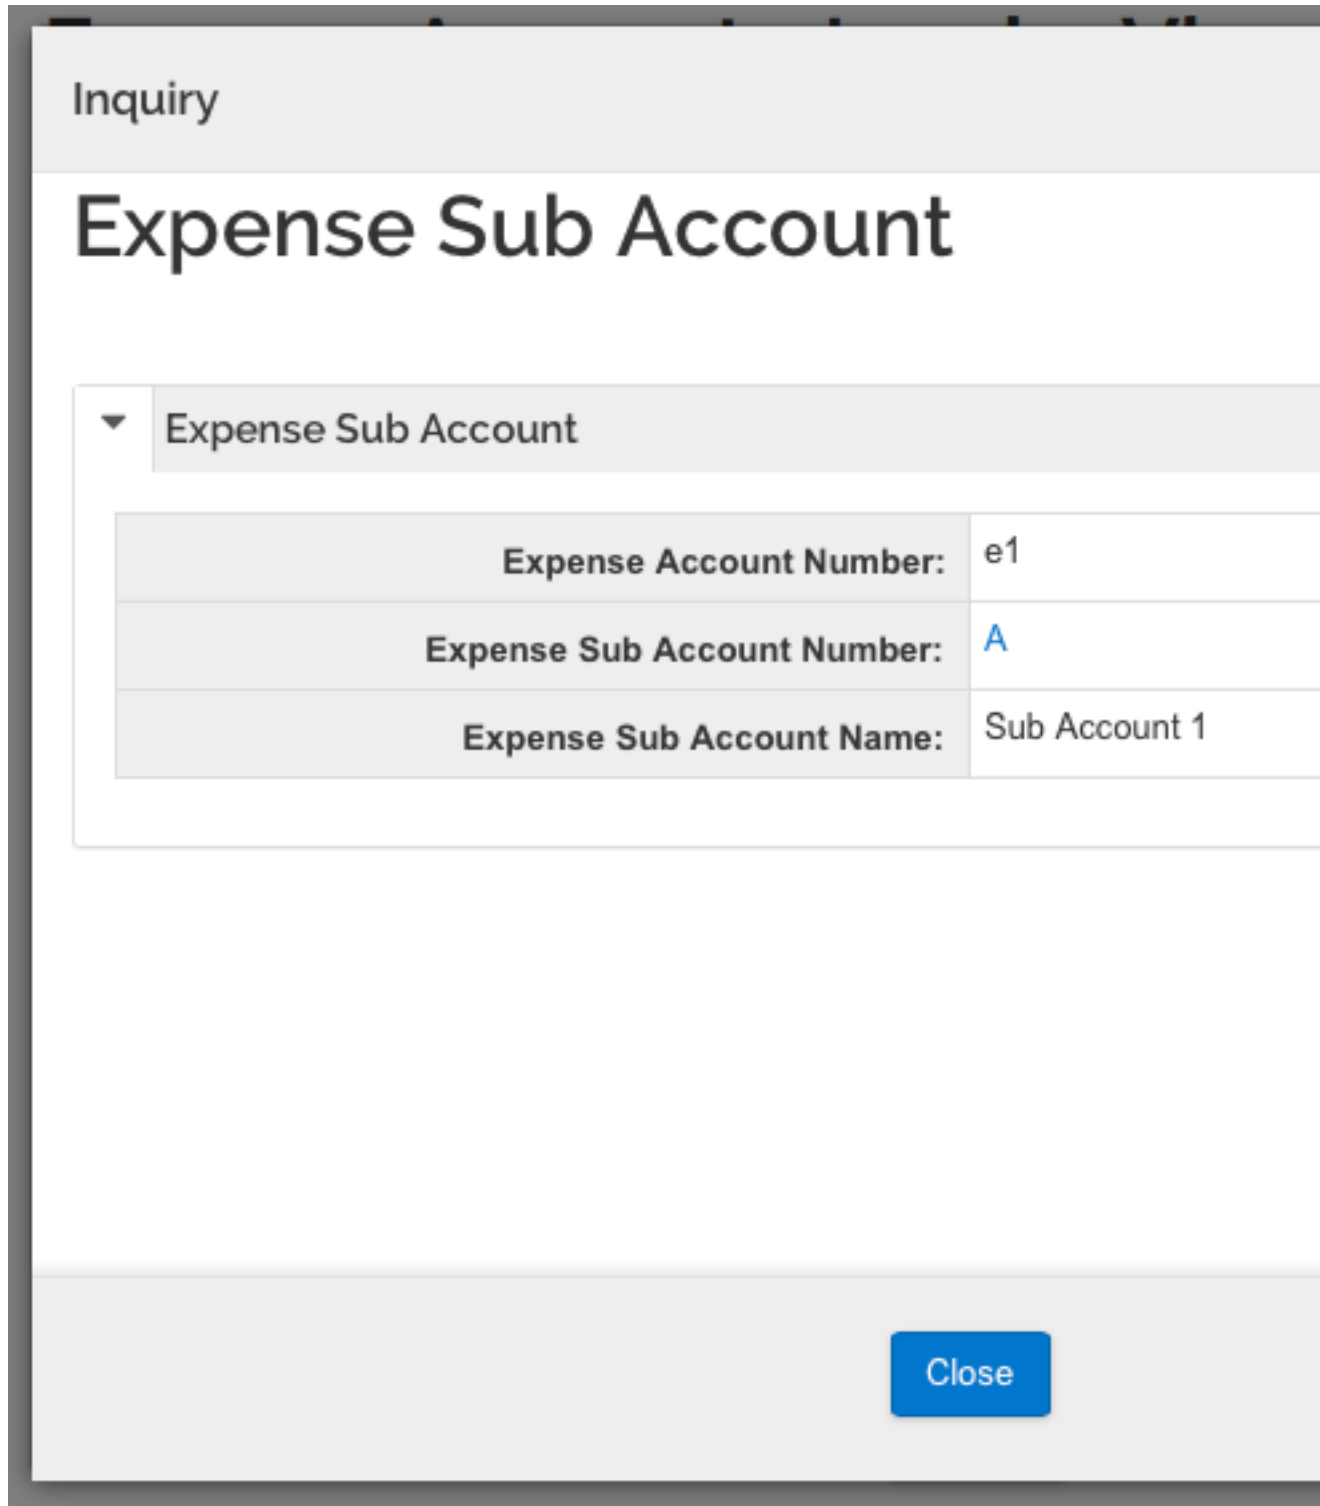 Inquiry
Expense Sub Account
Expense Sub Account
Expense Account Number: e1
Expense Sub Account Number: A
Expense Sub Account Name: Sub Account 1
Close